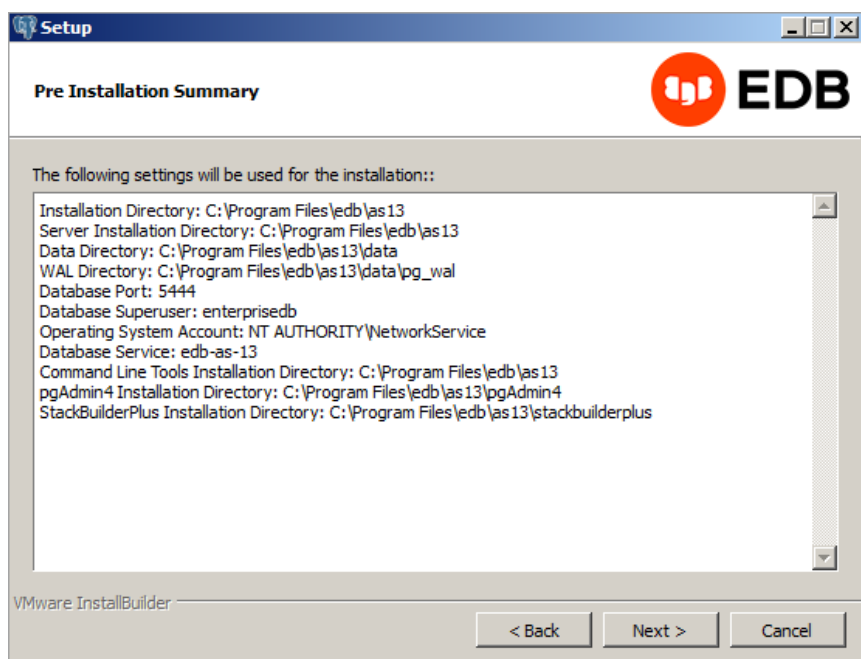 Setup
Pre Installation Summary
EDB
The following settings will be used for the installation::
Installation Directory: C:\Program Files\edb\as13
Server Installation Directory: C:\Program Files\edb\as13
Data Directory: C:\Program Files\edb\as13\data
WAL Directory: C:\Program Files\edb\as13\data\pg_wal
Database Port: 5444
Database Superuser: enterprisedb
Operating System Account: NT AUTHORITY\NetworkService
Database Service: edb-as-13
Command Line Tools Installation Directory: C:\Program Files\edb\as13
pgAdmin4 Installation Directory: C:\Program Files\edb\as13\pgAdmin4
StackBuilderPlus Installation Directory: C:\Program Files\edb\as13\stackbuilderplus
VMware InstallBuilder
< Back Next > Cancel